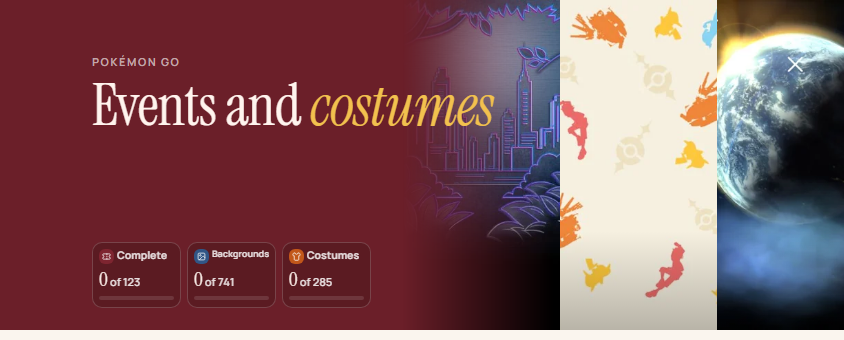 POKÉMON GO
Events and costumes
Complete
0 of 123
Backgrounds
0 of 741
Costumes
0 of 285